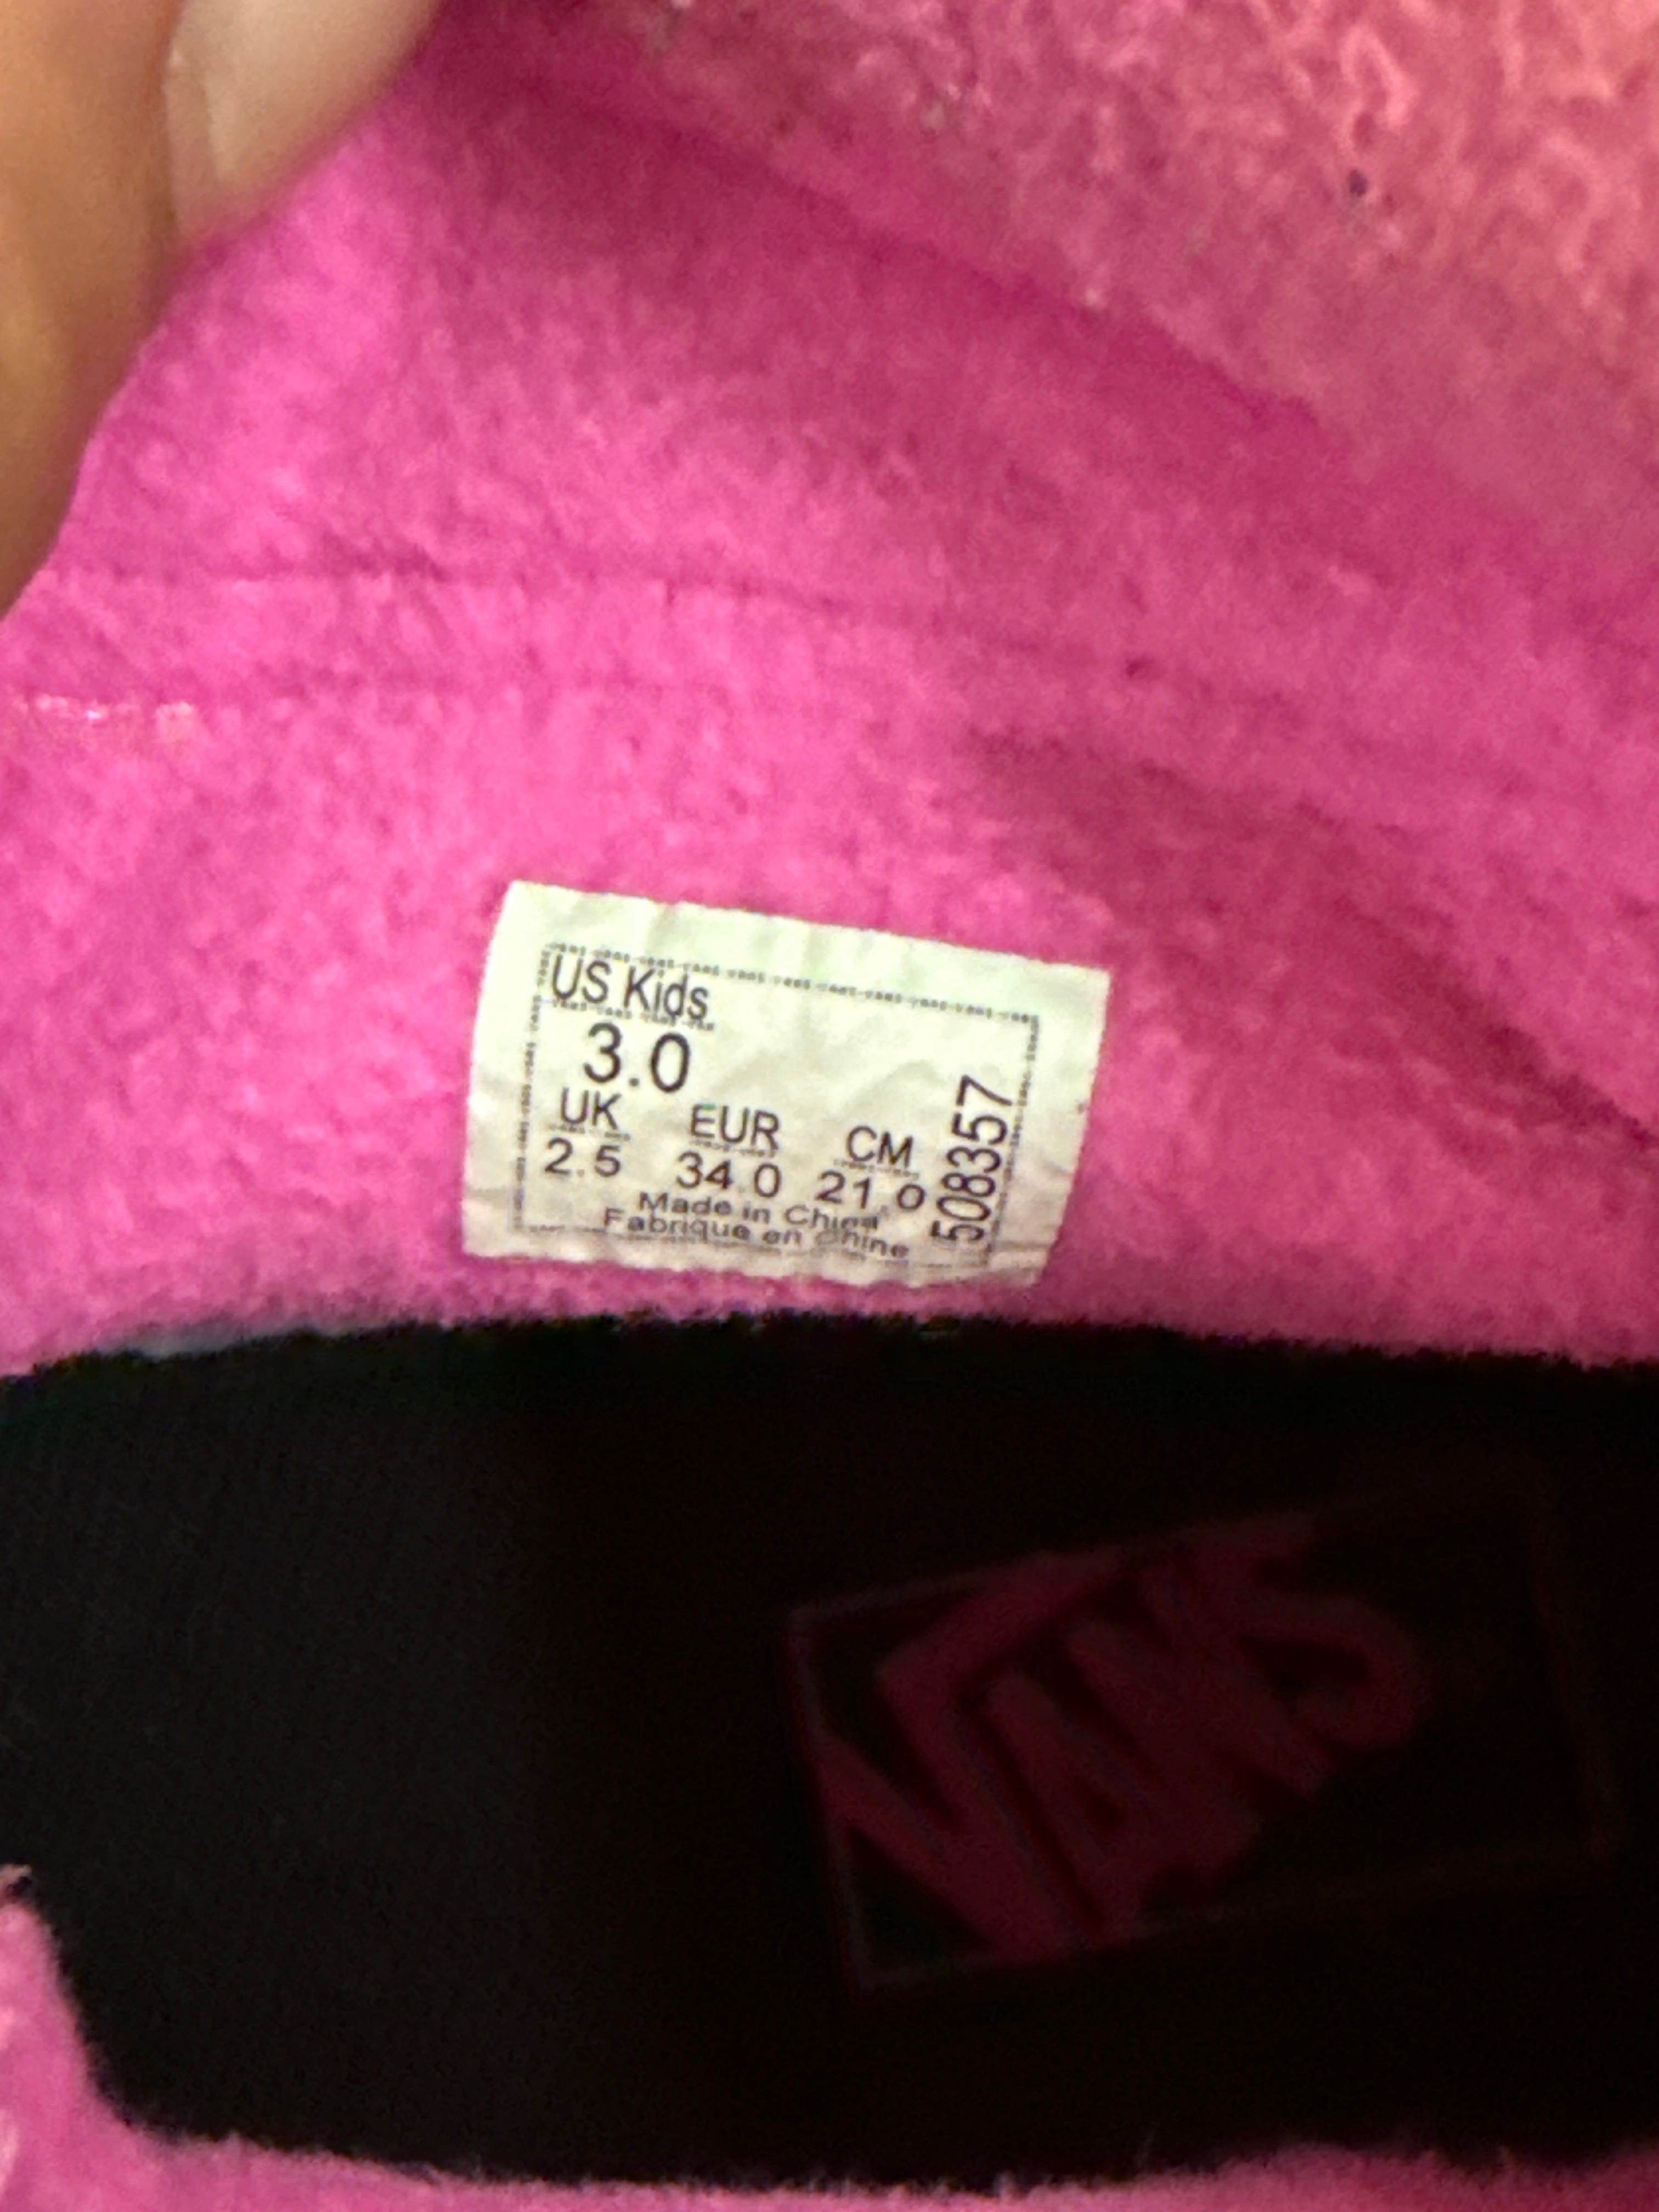 US Kids
3.0
UK EUR CM
2.5 34.0 21.0
Made in China
Fabrique en Chine
508357
VANS